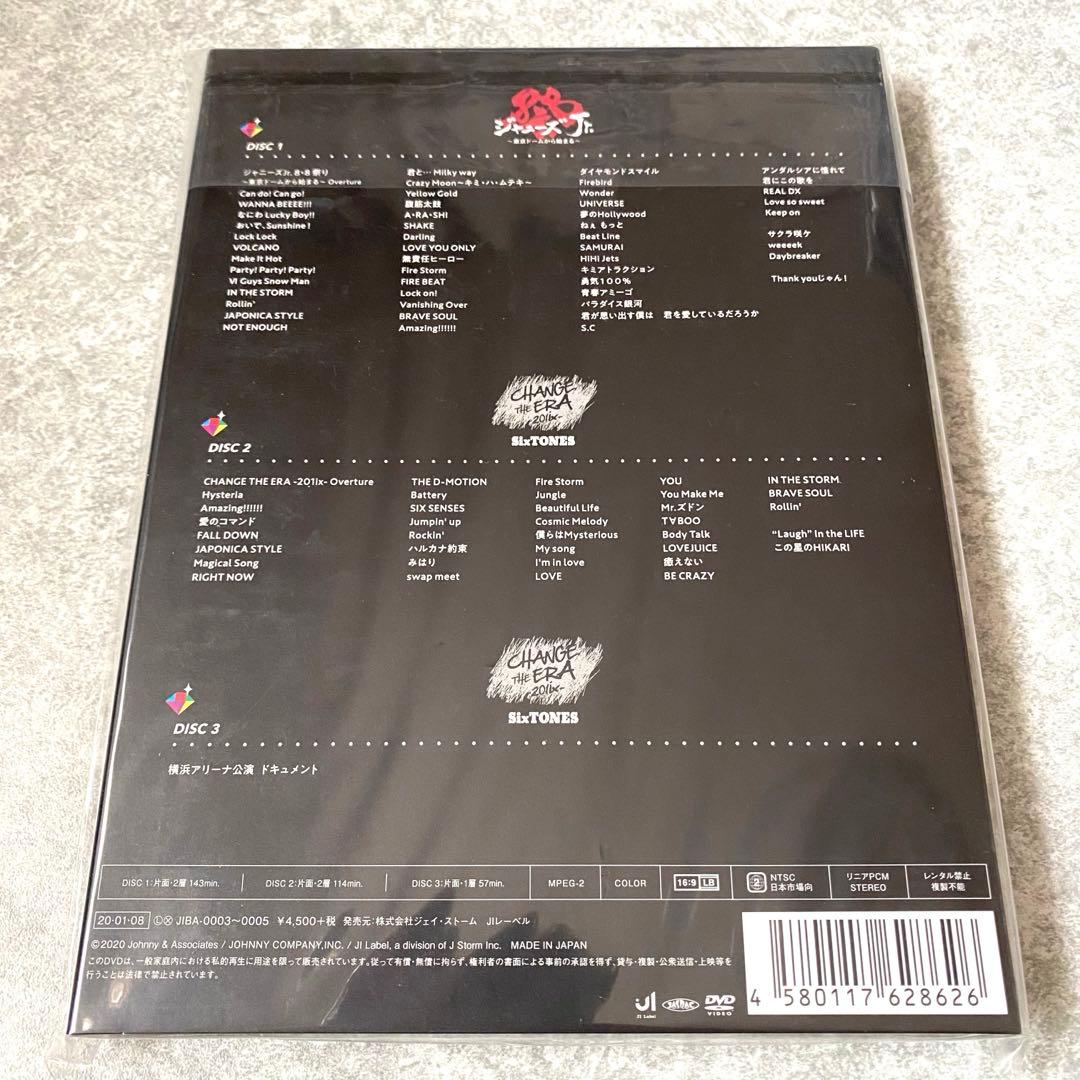 ジャニーズJr.
〜東京ドームから始まる〜
DISC 1
ジャニーズJr. 8・8 祭り
〜東京ドームから始まる〜 Overture
Can do! Can go!
WANNA BEEEE!!!
なにわ Lucky Boy!!
おいで、Sunshine!
Lock Lock
VOLCANO
Make It Hot
Party! Party! Party!
VI Guys Snow Man
IN THE STORM
Rollin'
JAPONICA STYLE
NOT ENOUGH
君と… Milky way
Crazy Moon〜キミ・ハ・ムテキ〜
Yellow Gold
腹筋太鼓
A・RA・SHI
SHAKE
Darling
LOVE YOU ONLY
無責任ヒーロー
Fire Storm
FIRE BEAT
Lock on!
Vanishing Over
BRAVE SOUL
Amazing!!!!!!
ダイヤモンドスマイル
Firebird
Wonder
UNIVERSE
夢のHollywood
ねぇ もっと
Beat Line
SAMURAI
HiHi Jets
キミアトラクション
勇気100%
青春アミーゴ
パラダイス銀河
君が思い出す僕は 君を愛しているだろうか
S.C
アンダルシアに憧れて
君にこの歌を
REAL DX
Love so sweet
Keep on
サクラ咲ケ
weeeek
Daybreaker
Thank youじゃん!
CHANGE
THE ERA
-201ix-
SixTONES
DISC 2
CHANGE THE ERA -201ix- Overture
Hysteria
Amazing!!!!!!
愛のコマンド
FALL DOWN
JAPONICA STYLE
Magical Song
RIGHT NOW
THE D-MOTION
Battery
SIX SENSES
Jumpin' up
Rockin'
ハルカナ約束
みはり
swap meet
Fire Storm
Jungle
Beautiful Life
Cosmic Melody
僕らはMysterious
My song
I'm in love
LOVE
YOU
You Make Me
Mr.ズドン
T∀BOO
Body Talk
LOVEJUICE
癒えない
BE CRAZY
IN THE STORM
BRAVE SOUL
Rollin'
"Laugh" In the LIFE
この星のHIKARI
CHANGE
THE ERA
-201ix-
SixTONES
DISC 3
横浜アリーナ公演 ドキュメント
DISC 1:片面・2層 143min.
DISC 2:片面・2層 114min.
DISC 3:片面・1層 57min.
MPEG-2
COLOR
16:9 LB
2
NTSC
日本市場向
リニアPCM
STEREO
レンタル禁止
複製不能
20・01・08 Ⓛⓧ JIBA-0003〜0005 ¥4,500+税 発売元:株式会社ジェイ・ストーム JIレーベル
©2020 Johnny & Associates / JOHNNY COMPANY,INC. / JI Label, a division of J Storm Inc. MADE IN JAPAN
このDVDは、一般家庭内における私的再生に用途を限って販売されています。従って有償・無償に拘らず、権利者の書面による事前の承諾を得ず、貸与・複製・公衆送信・上映等を
行うことは法律で禁止されています。
JI
JI Label
JASRAC
DVD
VIDEO
4 580117 628626